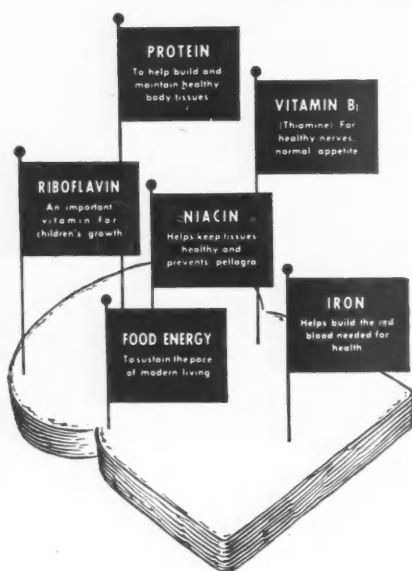 PROTEIN
To help build and
maintain healthy
body tissues
VITAMIN B₁
(Thiamine) For
healthy nerves,
normal appetite
RIBOFLAVIN
An important
vitamin for
children's growth
NIACIN
Helps keep tissues
healthy and
prevents pellagra
IRON
Helps build the red
blood needed for
health
FOOD ENERGY
To sustain the pace
of modern living